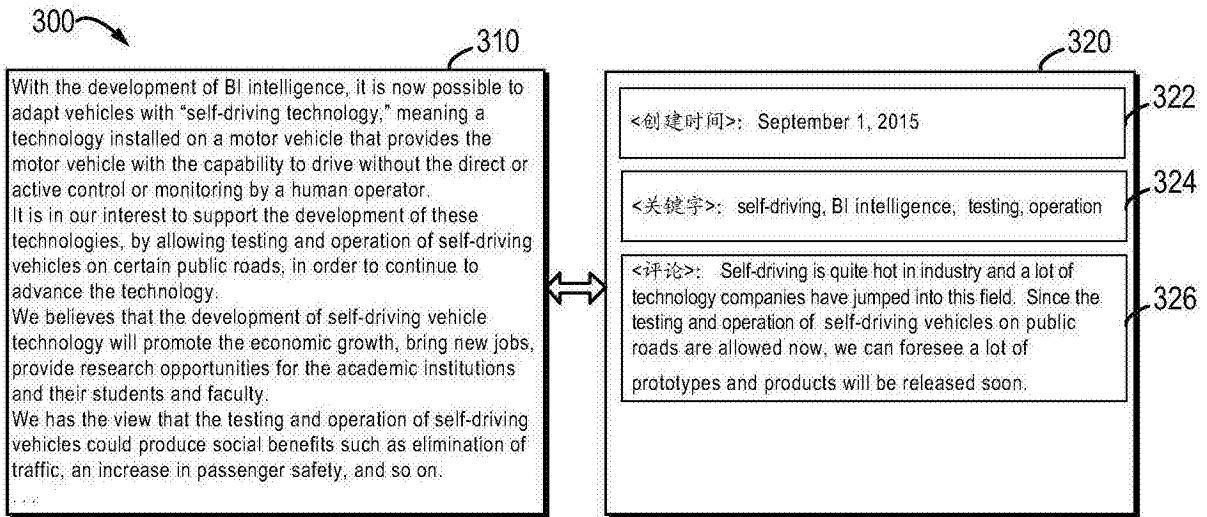 300
310
With the development of BI intelligence, it is now possible to
adapt vehicles with “self-driving technology,” meaning a
technology installed on a motor vehicle that provides the
motor vehicle with the capability to drive without the direct or
active control or monitoring by a human operator.
It is in our interest to support the development of these
technologies, by allowing testing and operation of self-driving
vehicles on certain public roads, in order to continue to
advance the technology.
We believes that the development of self-driving vehicle
technology will promote the economic growth, bring new jobs,
provide research opportunities for the academic institutions
and their students and faculty.
We has the view that the testing and operation of self-driving
vehicles could produce social benefits such as elimination of
traffic, an increase in passenger safety, and so on.
. . .
320
322
<创建时间>: September 1, 2015
324
<关键字>: self-driving, BI intelligence, testing, operation
326
<评论>: Self-driving is quite hot in industry and a lot of
technology companies have jumped into this field. Since the
testing and operation of self-driving vehicles on public
roads are allowed now, we can foresee a lot of
prototypes and products will be released soon.